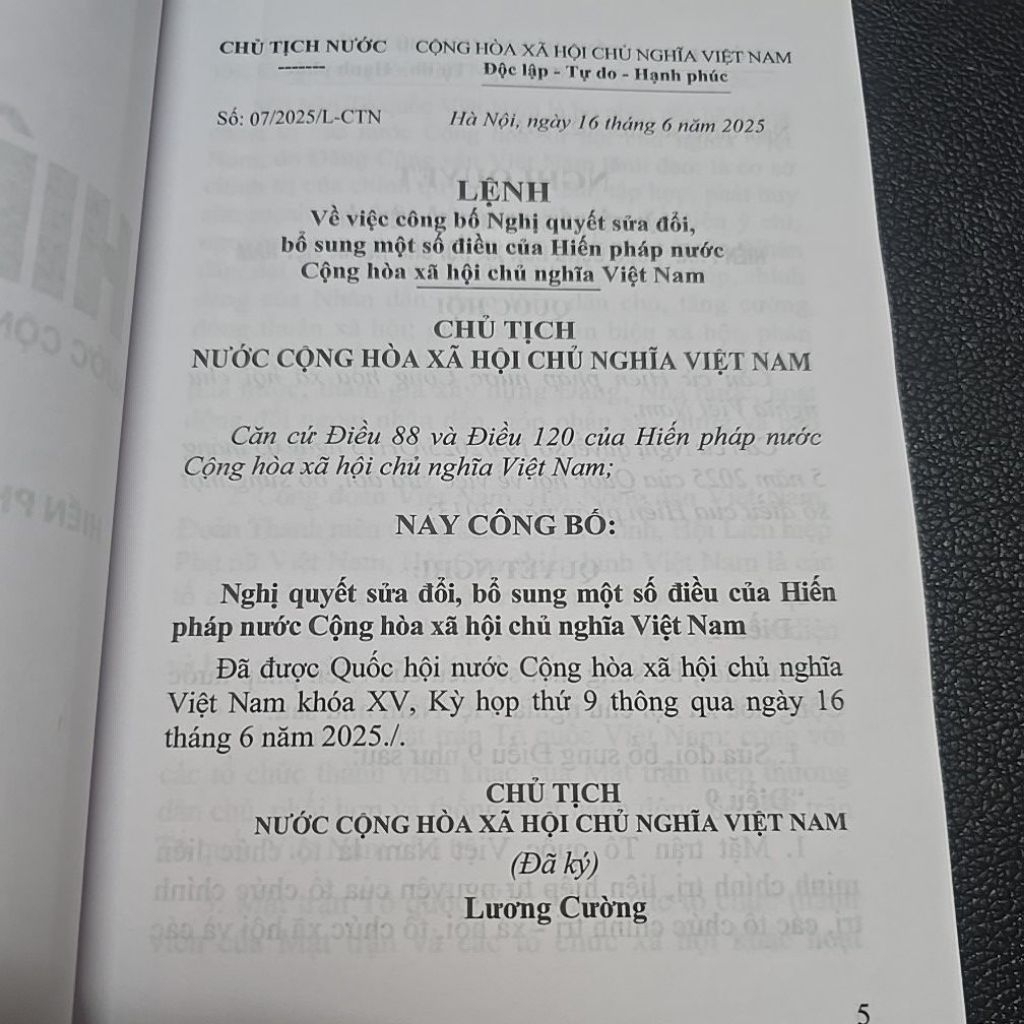 CHỦ TỊCH NƯỚC
CỘNG HÒA XÃ HỘI CHỦ NGHĨA VIỆT NAM
Độc lập - Tự do - Hạnh phúc
Số: 07/2025/L-CTN
Hà Nội, ngày 16 tháng 6 năm 2025
LỆNH
Về việc công bố Nghị quyết sửa đổi,
bổ sung một số điều của Hiến pháp nước
Cộng hòa xã hội chủ nghĩa Việt Nam
CHỦ TỊCH
NƯỚC CỘNG HÒA XÃ HỘI CHỦ NGHĨA VIỆT NAM
Căn cứ Điều 88 và Điều 120 của Hiến pháp nước
Cộng hòa xã hội chủ nghĩa Việt Nam;
NAY CÔNG BỐ:
Nghị quyết sửa đổi, bổ sung một số điều của Hiến
pháp nước Cộng hòa xã hội chủ nghĩa Việt Nam
Đã được Quốc hội nước Cộng hòa xã hội chủ nghĩa
Việt Nam khóa XV, Kỳ họp thứ 9 thông qua ngày 16
tháng 6 năm 2025./.
CHỦ TỊCH
NƯỚC CỘNG HÒA XÃ HỘI CHỦ NGHĨA VIỆT NAM
(Đã ký)
Lương Cường
5